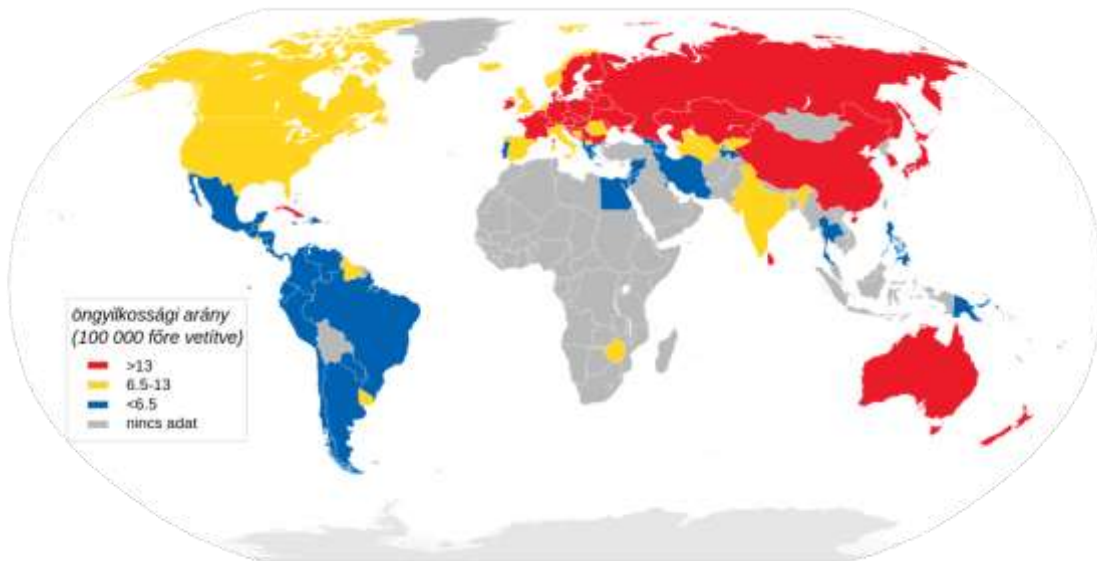 öngyilkossági arány
(100 000 főre vetítve)
>13
6.5-13
<6.5
nincs adat